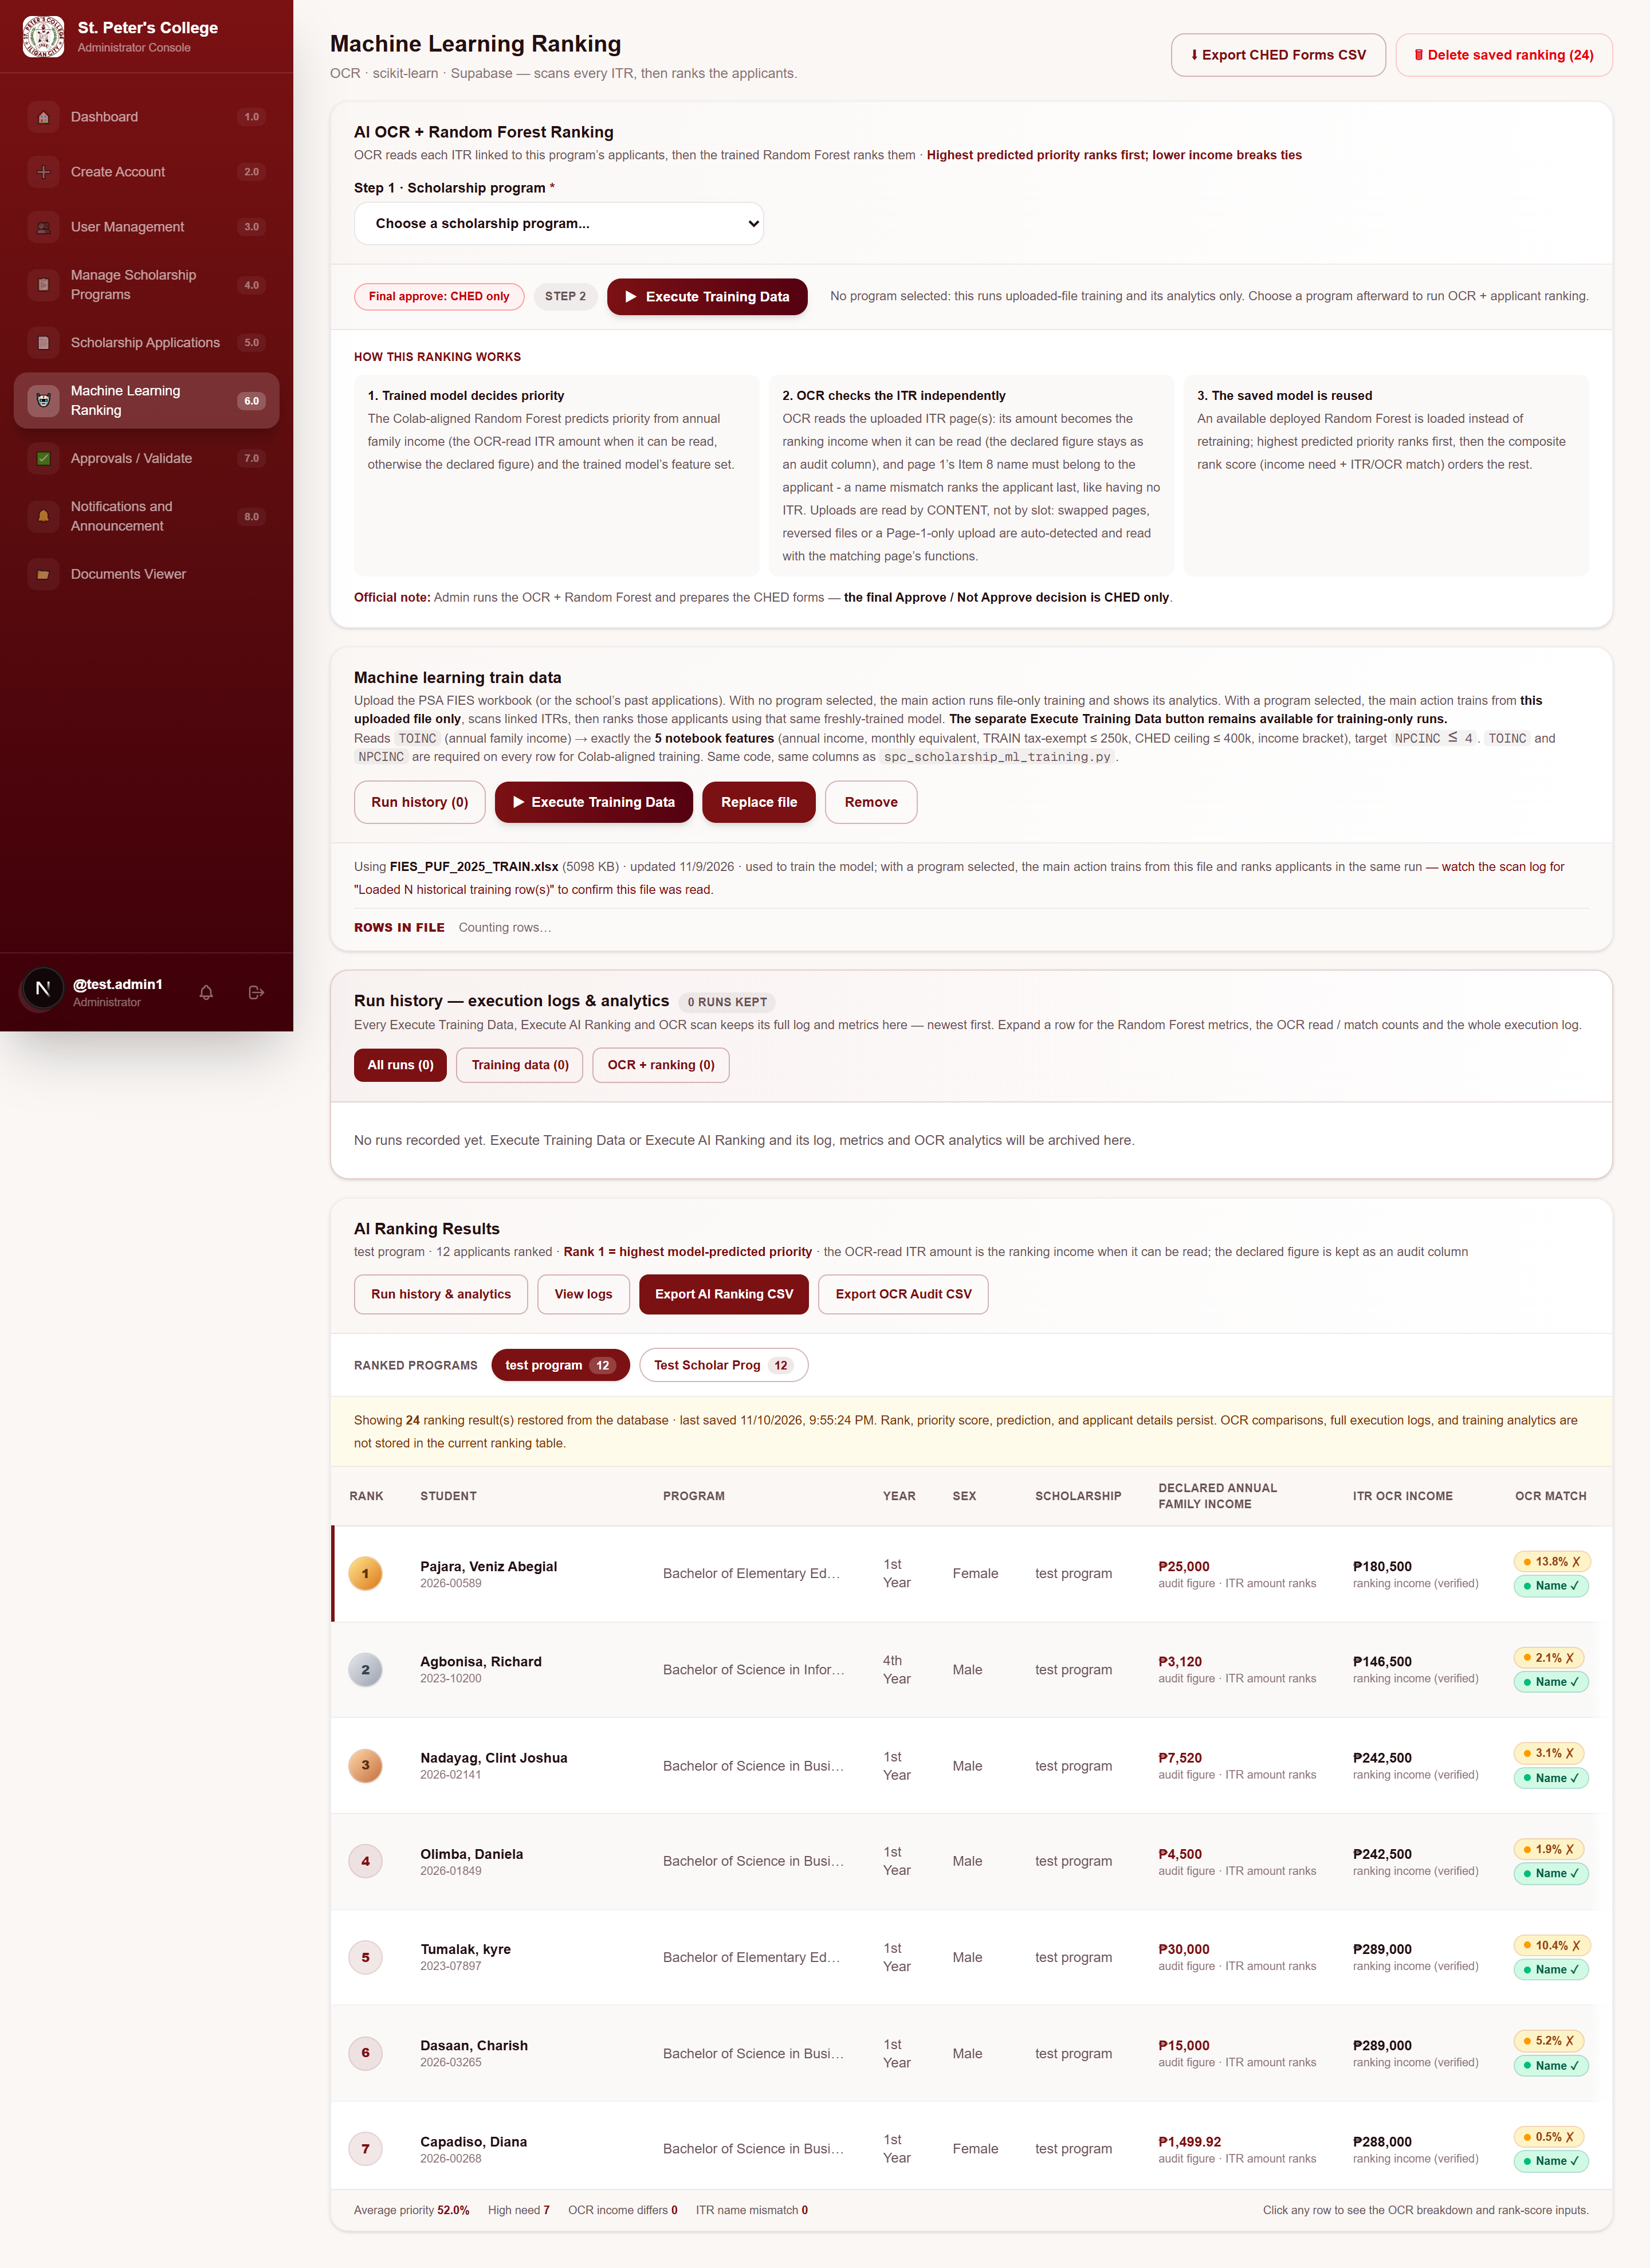 St. Peter's College
Administrator Console
Dashboard 1.0
Create Account 2.0
User Management 3.0
Manage Scholarship
Programs 4.0
Scholarship Applications 5.0
Machine Learning
Ranking 6.0
Approvals / Validate 7.0
Notifications and
Announcement 8.0
Documents Viewer
N
@test.admin1
Administrator
Machine Learning Ranking
OCR · scikit-learn · Supabase — scans every ITR, then ranks the applicants.
⬇ Export CHED Forms CSV
Delete saved ranking (24)
AI OCR + Random Forest Ranking
OCR reads each ITR linked to this program's applicants, then the trained Random Forest ranks them · Highest predicted priority ranks first; lower income breaks ties
Step 1 · Scholarship program *
Choose a scholarship program...
Final approve: CHED only
STEP 2
▶ Execute Training Data
No program selected: this runs uploaded-file training and its analytics only. Choose a program afterward to run OCR + applicant ranking.
HOW THIS RANKING WORKS
1. Trained model decides priority
The Colab-aligned Random Forest predicts priority from annual
family income (the OCR-read ITR amount when it can be read,
otherwise the declared figure) and the trained model's feature set.
2. OCR checks the ITR independently
OCR reads the uploaded ITR page(s): its amount becomes the
ranking income when it can be read (the declared figure stays as
an audit column), and page 1's Item 8 name must belong to the
applicant - a name mismatch ranks the applicant last, like having no
ITR. Uploads are read by CONTENT, not by slot: swapped pages,
reversed files or a Page-1-only upload are auto-detected and read
with the matching page's functions.
3. The saved model is reused
An available deployed Random Forest is loaded instead of
retraining; highest predicted priority ranks first, then the composite
rank score (income need + ITR/OCR match) orders the rest.
Official note: Admin runs the OCR + Random Forest and prepares the CHED forms — the final Approve / Not Approve decision is CHED only.
Machine learning train data
Upload the PSA FIES workbook (or the school's past applications). With no program selected, the main action runs file-only training and shows its analytics. With a program selected, the main action trains from this
uploaded file only, scans linked ITRs, then ranks those applicants using that same freshly-trained model. The separate Execute Training Data button remains available for training-only runs.
Reads TOINC (annual family income) → exactly the 5 notebook features (annual income, monthly equivalent, TRAIN tax-exempt ≤ 250k, CHED ceiling ≤ 400k, income bracket), target NPCINC ≤ 4. TOINC and
NPCINC are required on every row for Colab-aligned training. Same code, same columns as spc_scholarship_ml_training.py.
Run history (0)
▶ Execute Training Data
Replace file
Remove
Using FIES_PUF_2025_TRAIN.xlsx (5098 KB) · updated 11/9/2026 · used to train the model; with a program selected, the main action trains from this file and ranks applicants in the same run — watch the scan log for
"Loaded N historical training row(s)" to confirm this file was read.
ROWS IN FILE Counting rows…
Run history — execution logs & analytics 0 RUNS KEPT
Every Execute Training Data, Execute AI Ranking and OCR scan keeps its full log and metrics here — newest first. Expand a row for the Random Forest metrics, the OCR read / match counts and the whole execution log.
All runs (0)
Training data (0)
OCR + ranking (0)
No runs recorded yet. Execute Training Data or Execute AI Ranking and its log, metrics and OCR analytics will be archived here.
AI Ranking Results
test program · 12 applicants ranked · Rank 1 = highest model-predicted priority · the OCR-read ITR amount is the ranking income when it can be read; the declared figure is kept as an audit column
Run history & analytics
View logs
Export AI Ranking CSV
Export OCR Audit CSV
RANKED PROGRAMS test program 12 Test Scholar Prog 12
Showing 24 ranking result(s) restored from the database · last saved 11/10/2026, 9:55:24 PM. Rank, priority score, prediction, and applicant details persist. OCR comparisons, full execution logs, and training analytics are
not stored in the current ranking table.
RANK STUDENT PROGRAM YEAR SEX SCHOLARSHIP DECLARED ANNUAL FAMILY INCOME ITR OCR INCOME OCR MATCH
1 Pajara, Veniz Abegial 2026-00589 Bachelor of Elementary Ed… 1st Year Female test program ₱25,000 audit figure · ITR amount ranks ₱180,500 ranking income (verified) 13.8% ✗ Name ✓
2 Agbonisa, Richard 2023-10200 Bachelor of Science in Infor… 4th Year Male test program ₱3,120 audit figure · ITR amount ranks ₱146,500 ranking income (verified) 2.1% ✗ Name ✓
3 Nadayag, Clint Joshua 2026-02141 Bachelor of Science in Busi… 1st Year Male test program ₱7,520 audit figure · ITR amount ranks ₱242,500 ranking income (verified) 3.1% ✗ Name ✓
4 Olimba, Daniela 2026-01849 Bachelor of Science in Busi… 1st Year Male test program ₱4,500 audit figure · ITR amount ranks ₱242,500 ranking income (verified) 1.9% ✗ Name ✓
5 Tumalak, kyre 2023-07897 Bachelor of Elementary Ed… 1st Year Male test program ₱30,000 audit figure · ITR amount ranks ₱289,000 ranking income (verified) 10.4% ✗ Name ✓
6 Dasaan, Charish 2026-03265 Bachelor of Science in Busi… 1st Year Male test program ₱15,000 audit figure · ITR amount ranks ₱289,000 ranking income (verified) 5.2% ✗ Name ✓
7 Capadiso, Diana 2026-00268 Bachelor of Science in Busi… 1st Year Female test program ₱1,499.92 audit figure · ITR amount ranks ₱288,000 ranking income (verified) 0.5% ✗ Name ✓
Average priority 52.0% High need 7 OCR income differs 0 ITR name mismatch 0
Click any row to see the OCR breakdown and rank-score inputs.